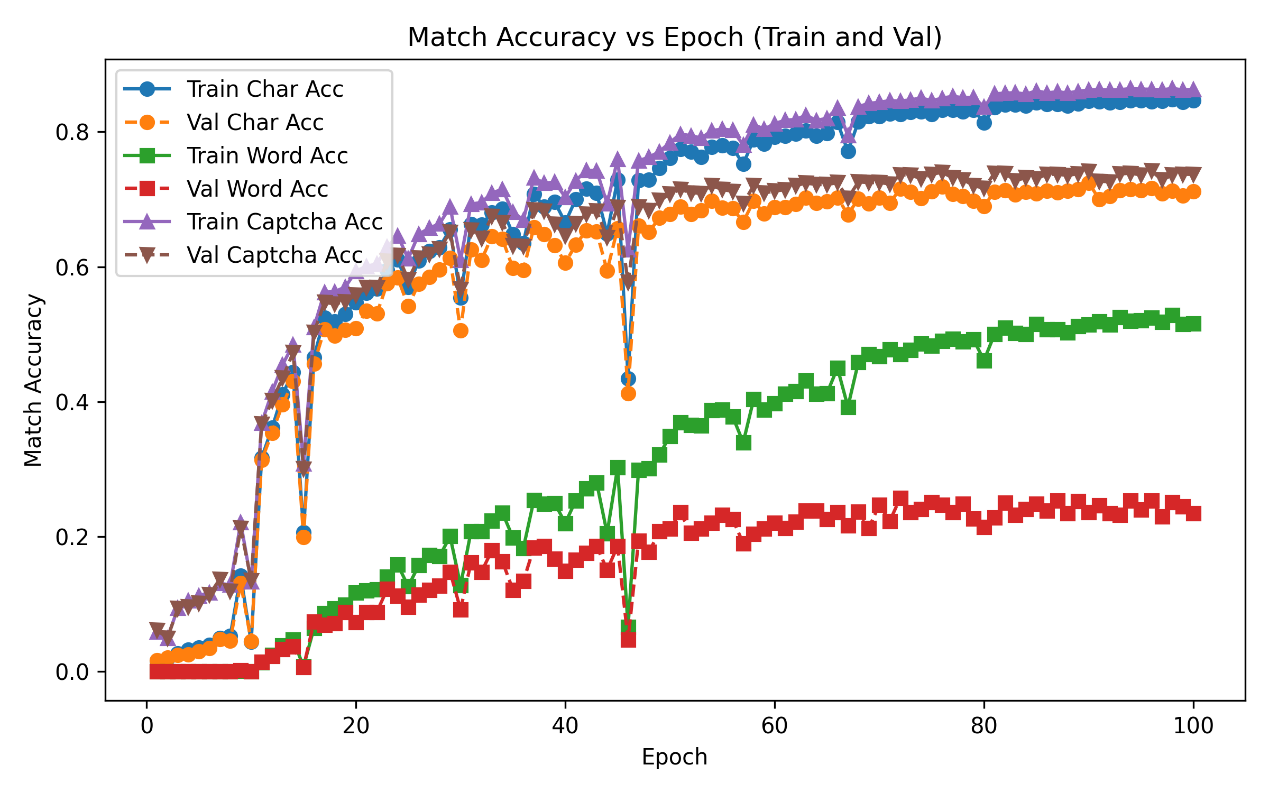 Match Accuracy vs Epoch (Train and Val)
Train Char Acc
Val Char Acc
Train Word Acc
Val Word Acc
Train Captcha Acc
Val Captcha Acc
Match Accuracy
0.8
0.6
0.4
0.2
0.0
0 20 40 60 80 100
Epoch